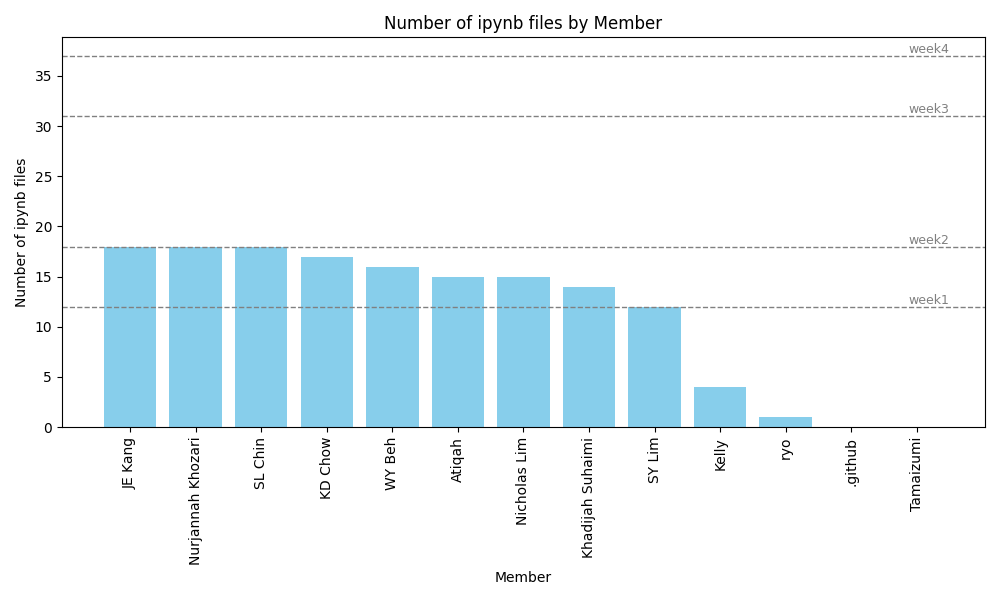 Number of ipynb files by Member
Number of ipynb files
35
30
25
20
15
10
5
0
week4
week3
week2
week1
JE Kang
Nurjannah Khozari
SL Chin
KD Chow
WY Beh
Atiqah
Nicholas Lim
Khadijah Suhaimi
SY Lim
Kelly
ryo
.github
Tamaizumi
Member